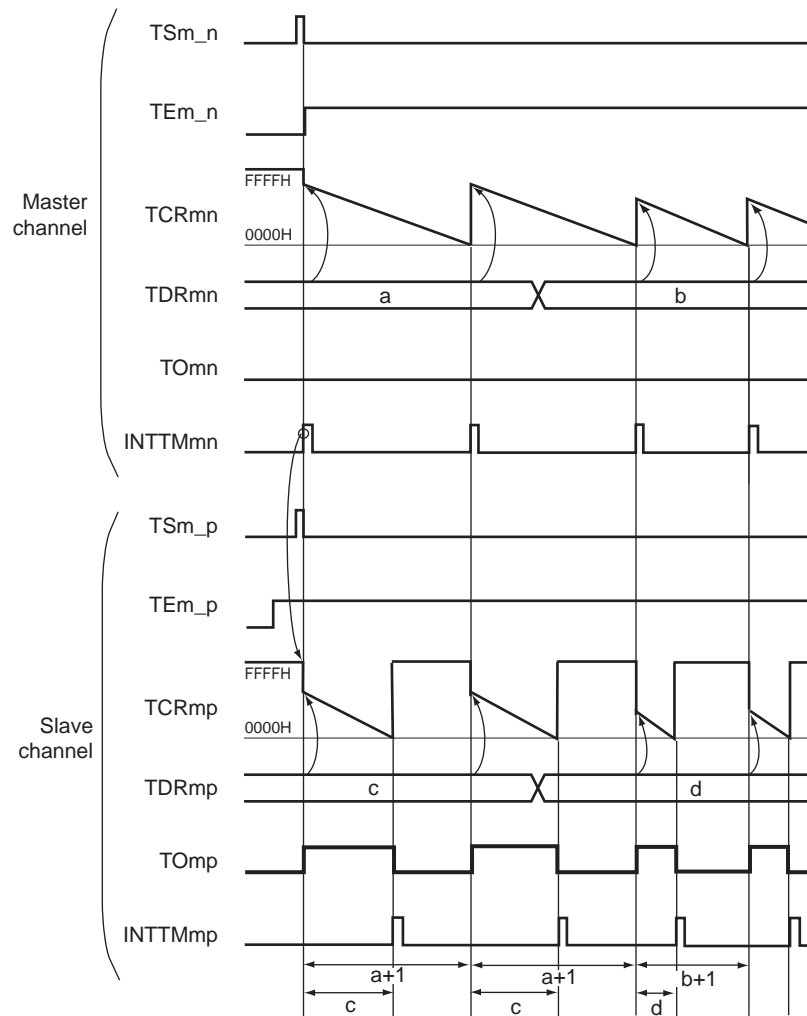 TSm_n
TEm_n
FFFFH
Master
channel
TCRmn
0000H
TDRmn
a
b
TOmn
INTTMmn
TSm_p
TEm_p
FFFFH
TCRmp
Slave
channel
0000H
TDRmp
c
d
TOmp
INTTMmp
a+1
a+1
b+1
c
c
d